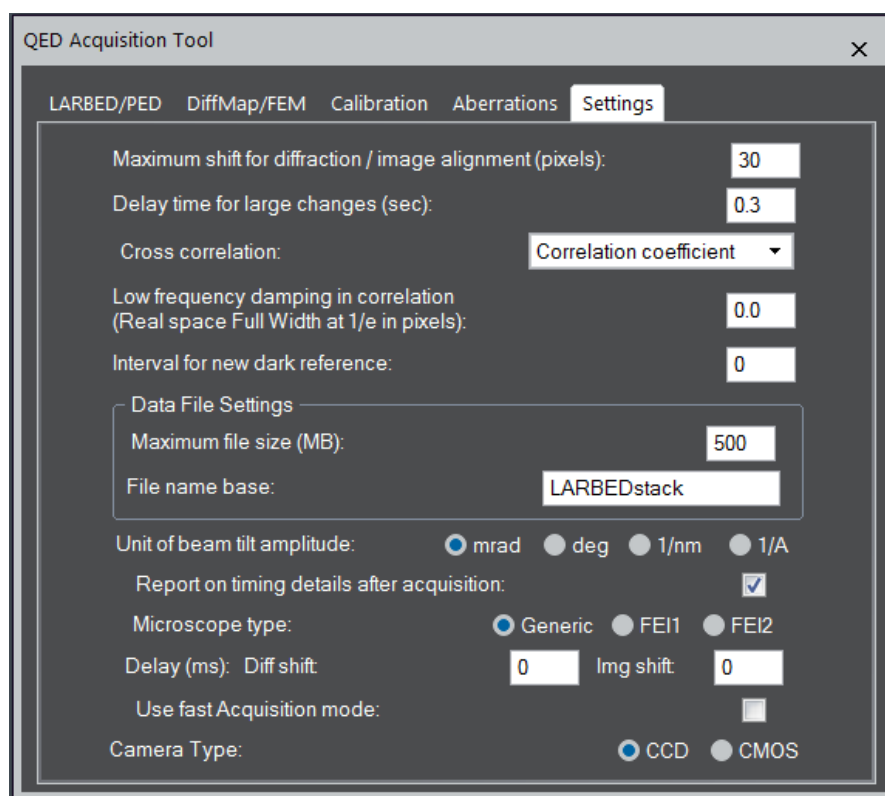 QED Acquisition Tool
LARBED/PED DiffMap/FEM Calibration Aberrations Settings
Maximum shift for diffraction / image alignment (pixels): 30
Delay time for large changes (sec): 0.3
Cross correlation: Correlation coefficient
Low frequency damping in correlation
(Real space Full Width at 1/e in pixels): 0.0
Interval for new dark reference: 0
Data File Settings
Maximum file size (MB): 500
File name base: LARBEDstack
Unit of beam tilt amplitude: mrad deg 1/nm 1/A
Report on timing details after acquisition:
Microscope type: Generic FEI1 FEI2
Delay (ms): Diff shift: 0 Img shift: 0
Use fast Acquisition mode:
Camera Type: CCD CMOS